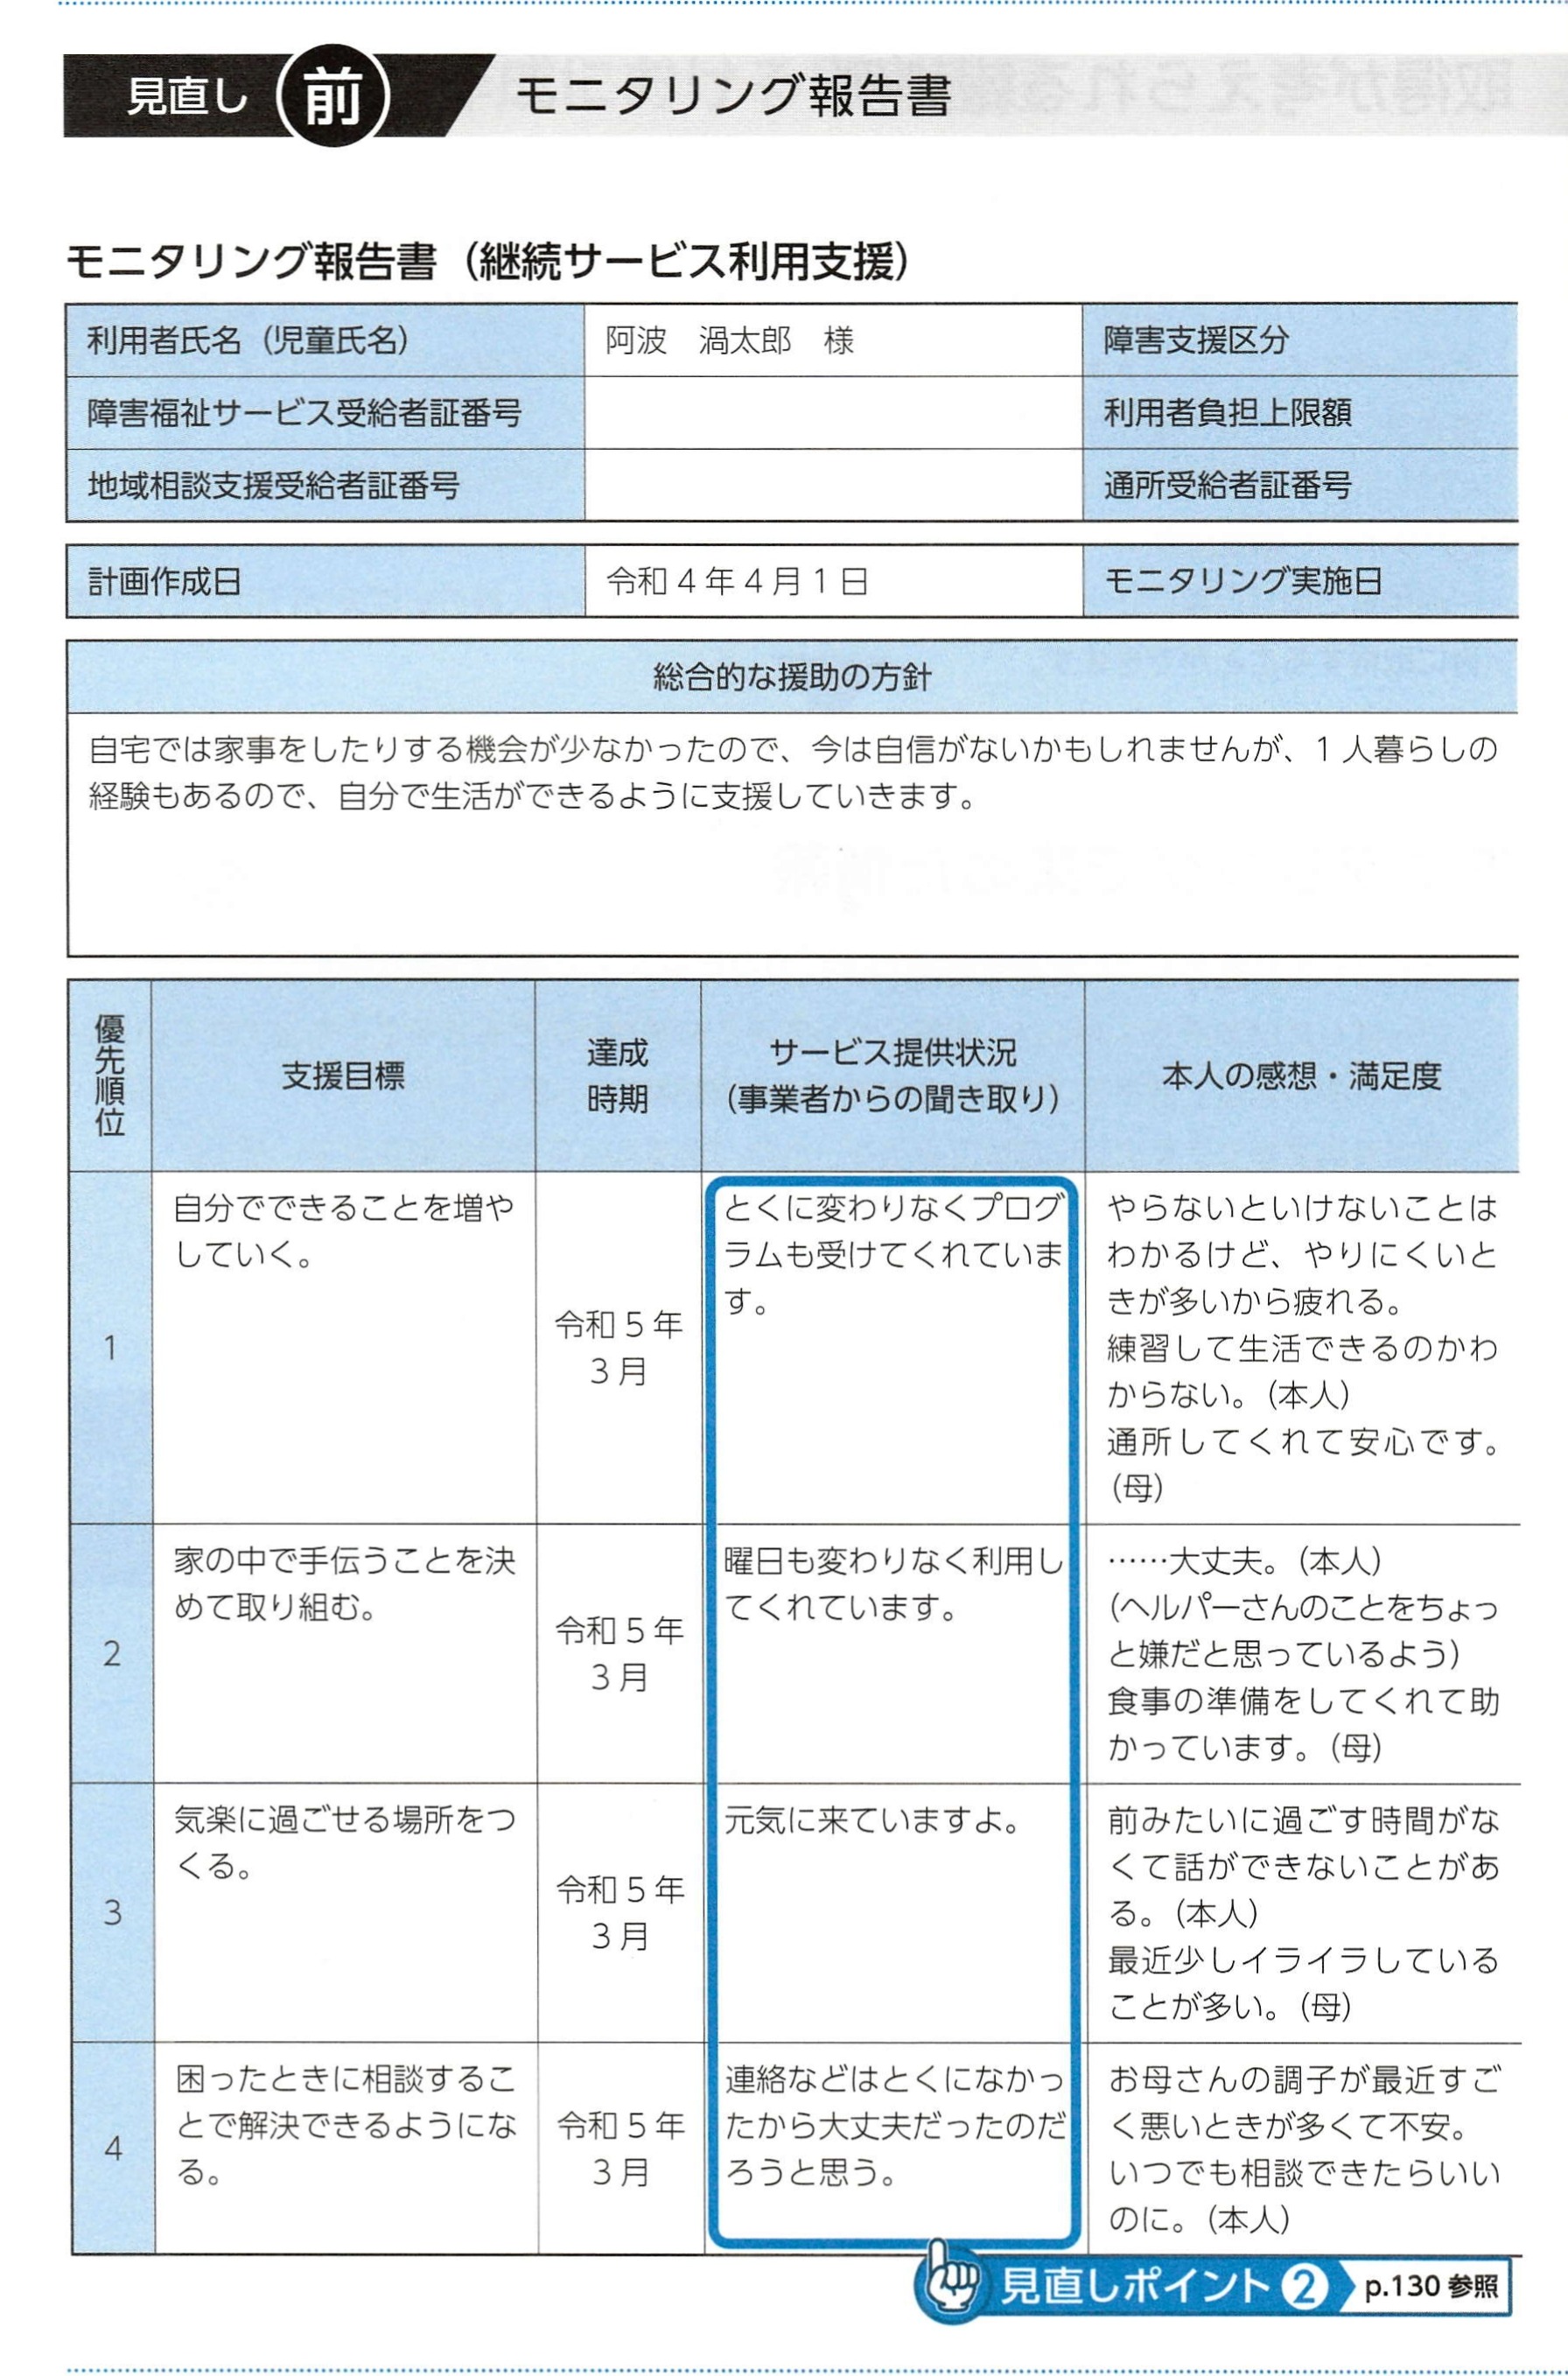 見直し 前 モニタリング報告書
モニタリング報告書（継続サービス利用支援）
利用者氏名（児童氏名） 阿波　渦太郎　様 障害支援区分
障害福祉サービス受給者証番号 利用者負担上限額
地域相談支援受給者証番号 通所受給者証番号
計画作成日 令和4年4月1日 モニタリング実施日
総合的な援助の方針
自宅では家事をしたりする機会が少なかったので、今は自信がないかもしれませんが、1人暮らしの
経験もあるので、自分で生活ができるように支援していきます。
優先順位
支援目標
達成
時期
サービス提供状況
（事業者からの聞き取り）
本人の感想・満足度
1
自分でできることを増や
していく。
令和5年
3月
とくに変わりなくプログ
ラムも受けてくれていま
す。
やらないといけないことは
わかるけど、やりにくいと
きが多いから疲れる。
練習して生活できるのかわ
からない。（本人）
通所してくれて安心です。
（母）
2
家の中で手伝うことを決
めて取り組む。
令和5年
3月
曜日も変わりなく利用し
てくれています。
……大丈夫。（本人）
（ヘルパーさんのことをちょっ
と嫌だと思っているよう）
食事の準備をしてくれて助
かっています。（母）
3
気楽に過ごせる場所をつ
くる。
令和5年
3月
元気に来ていますよ。
前みたいに過ごす時間がな
くて話ができないことがあ
る。（本人）
最近少しイライラしている
ことが多い。（母）
4
困ったときに相談するこ
とで解決できるようにな
る。
令和5年
3月
連絡などはとくになかっ
たから大丈夫だったのだ
ろうと思う。
お母さんの調子が最近すご
く悪いときが多くて不安。
いつでも相談できたらいい
のに。（本人）
見直しポイント❷ p.130 参照